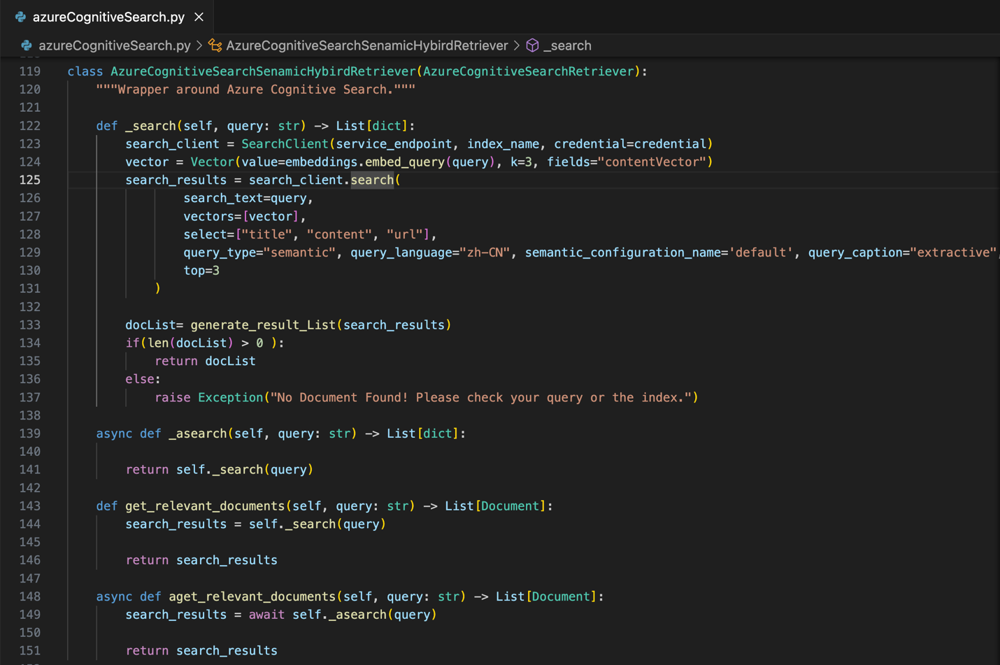 azureCognitiveSearch.py
azureCognitiveSearch.py > AzureCognitiveSearchSenamicHybirdRetriever > _search
119 class AzureCognitiveSearchSenamicHybirdRetriever(AzureCognitiveSearchRetriever):
120     """Wrapper around Azure Cognitive Search."""
121
122     def _search(self, query: str) -> List[dict]:
123         search_client = SearchClient(service_endpoint, index_name, credential=credential)
124         vector = Vector(value=embeddings.embed_query(query), k=3, fields="contentVector")
125         search_results = search_client.search(
126                 search_text=query,
127                 vectors=[vector],
128                 select=["title", "content", "url"],
129                 query_type="semantic", query_language="zh-CN", semantic_configuration_name='default', query_caption="extractive",
130                 top=3
131             )
132
133         docList= generate_result_List(search_results)
134         if(len(docList) > 0 ):
135             return docList
136         else:
137             raise Exception("No Document Found! Please check your query or the index.")
138
139     async def _asearch(self, query: str) -> List[dict]:
140
141         return self._search(query)
142
143     def get_relevant_documents(self, query: str) -> List[Document]:
144         search_results = self._search(query)
145
146         return search_results
147
148     async def aget_relevant_documents(self, query: str) -> List[Document]:
149         search_results = await self._asearch(query)
150
151         return search_results